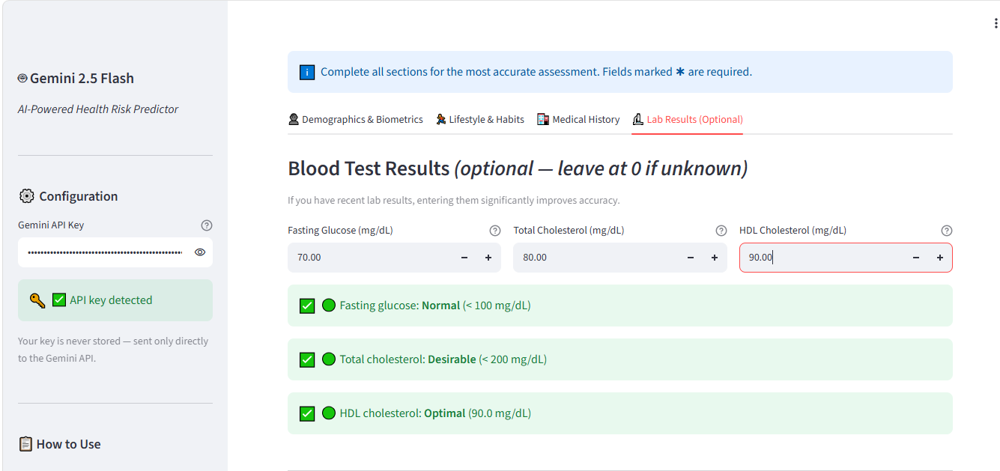 Gemini 2.5 Flash
AI-Powered Health Risk Predictor
Configuration
Gemini API Key
API key detected
Your key is never stored — sent only directly
to the Gemini API.
How to Use
Complete all sections for the most accurate assessment. Fields marked ✱ are required.
Demographics & Biometrics
Lifestyle & Habits
Medical History
Lab Results (Optional)
Blood Test Results (optional — leave at 0 if unknown)
If you have recent lab results, entering them significantly improves accuracy.
Fasting Glucose (mg/dL)
70.00
Total Cholesterol (mg/dL)
80.00
HDL Cholesterol (mg/dL)
90.00
Fasting glucose: Normal (< 100 mg/dL)
Total cholesterol: Desirable (< 200 mg/dL)
HDL cholesterol: Optimal (90.0 mg/dL)